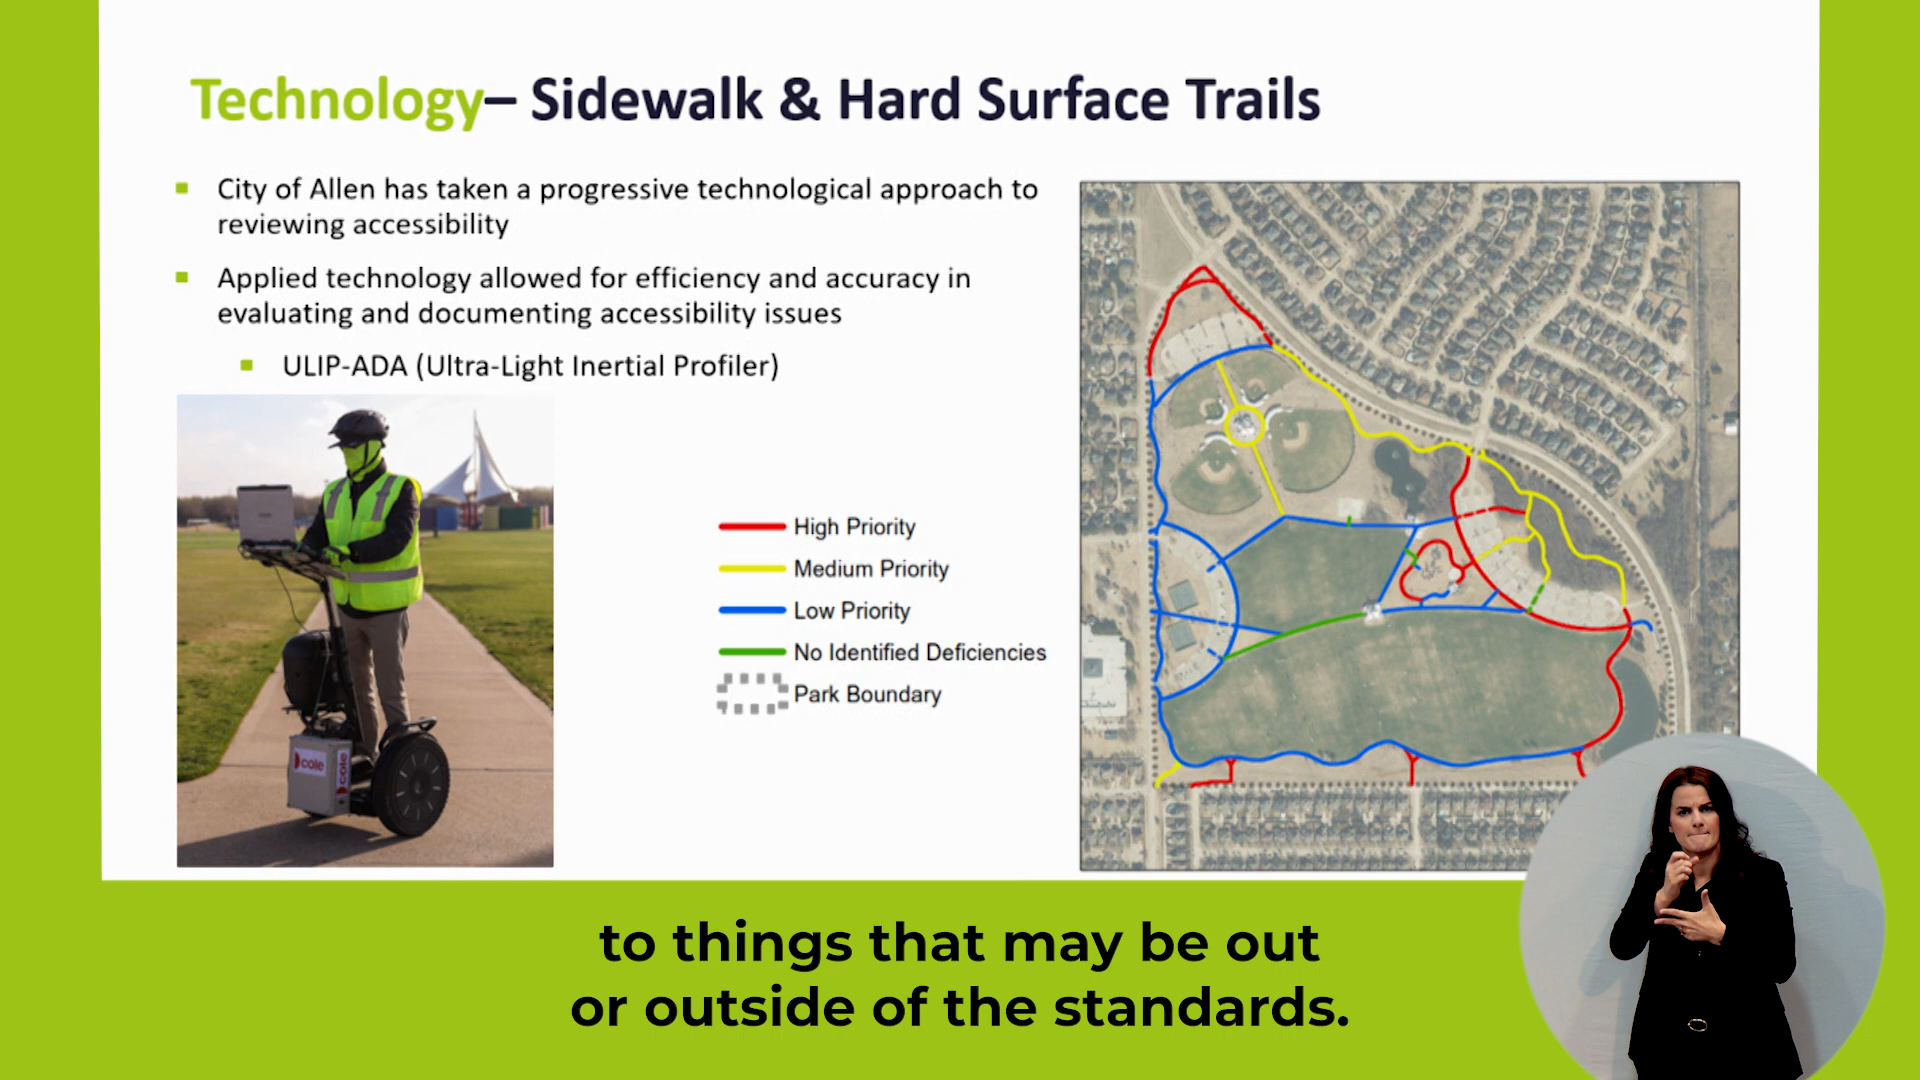 Technology– Sidewalk & Hard Surface Trails
City of Allen has taken a progressive technological approach to
reviewing accessibility
Applied technology allowed for efficiency and accuracy in
evaluating and documenting accessibility issues
ULIP-ADA (Ultra-Light Inertial Profiler)
High Priority
Medium Priority
Low Priority
No Identified Deficiencies
Park Boundary
cole
cole
to things that may be out
or outside of the standards.